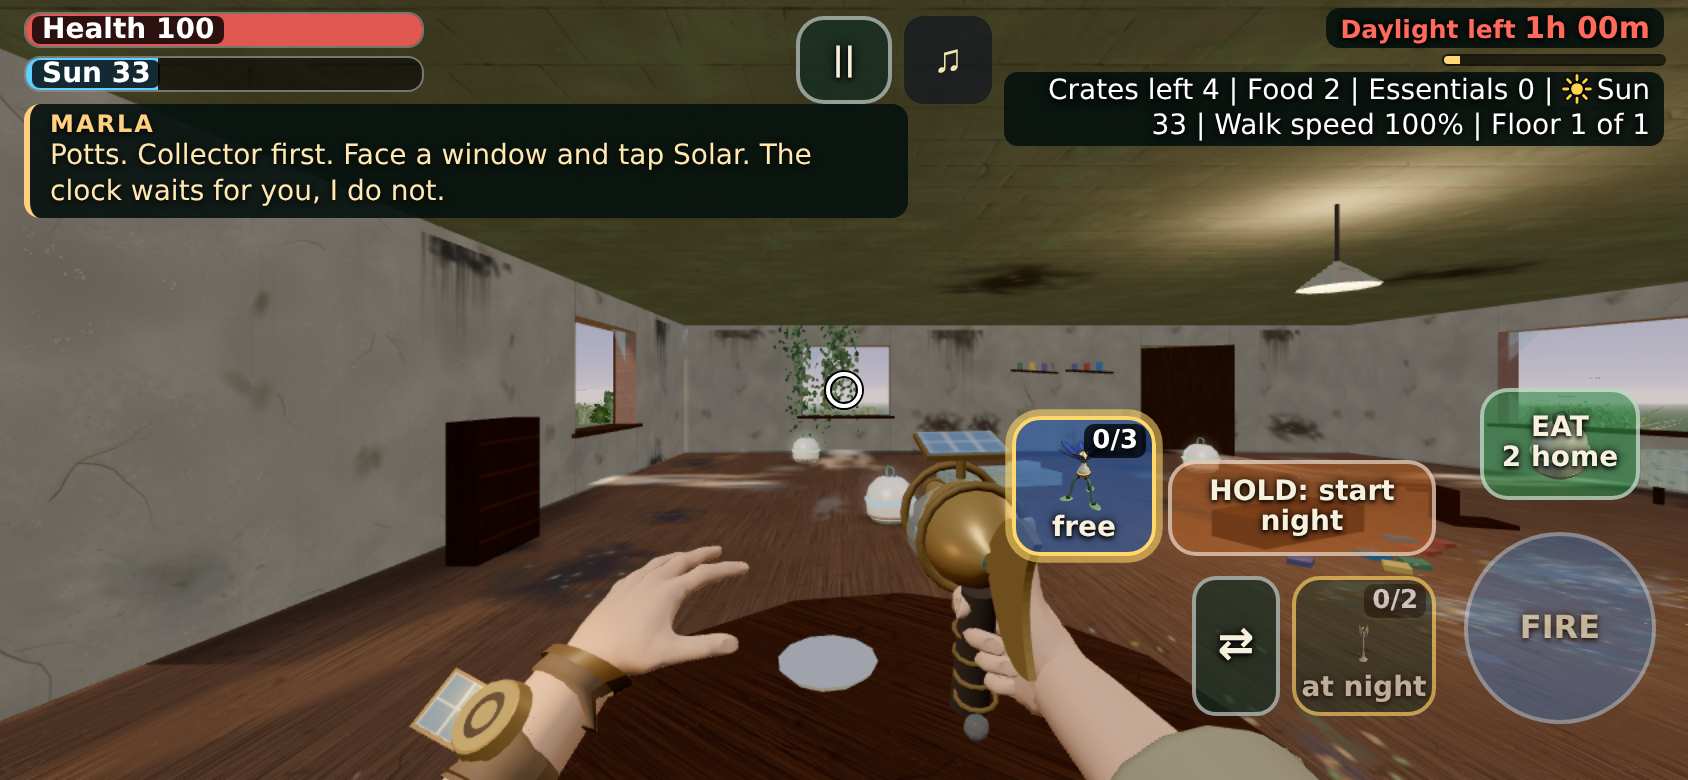 Health 100
Sun 33
MARLA
Potts. Collector first. Face a window and tap Solar. The
clock waits for you, I do not.
Daylight left 1h 00m
Crates left 4 | Food 2 | Essentials 0 | ☀️Sun
33 | Walk speed 100% | Floor 1 of 1
0/3
free
HOLD: start
night
EAT
2 home
0/2
at night
FIRE